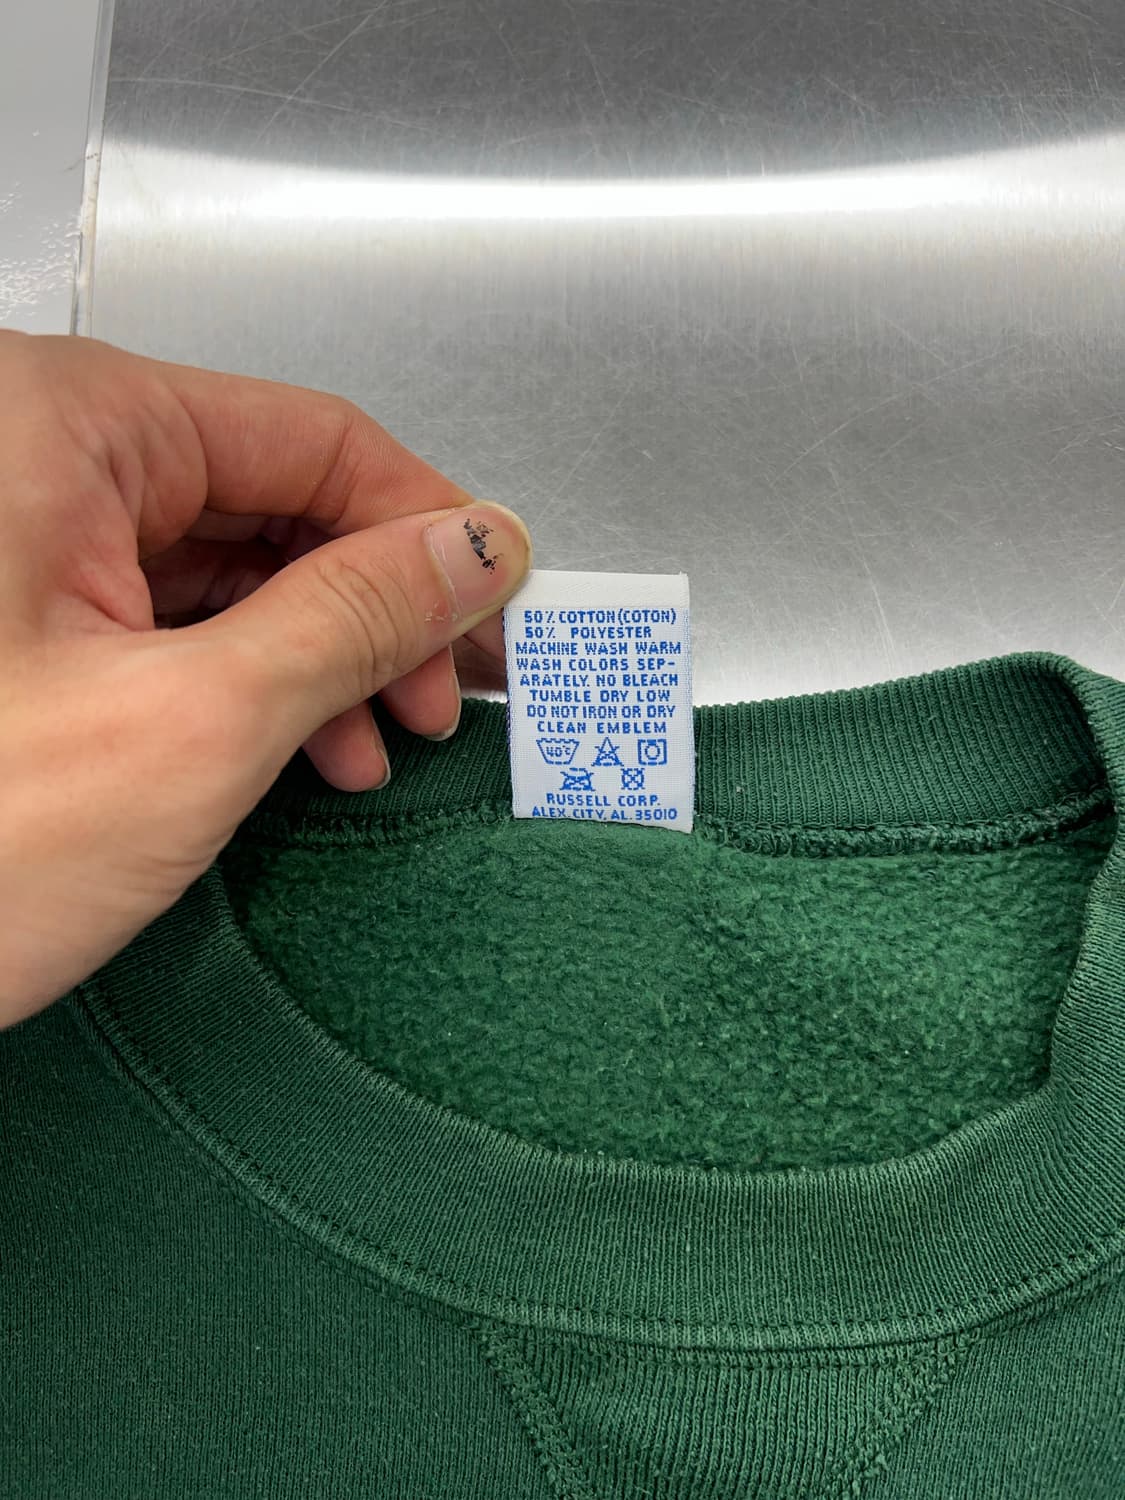 50% COTTON(COTON)
50% POLYESTER
MACHINE WASH WARM
WASH COLORS SEP-
ARATELY. NO BLEACH
TUMBLE DRY LOW
DO NOT IRON OR DRY
CLEAN EMBLEM
40°C
RUSSELL CORP.
ALEX.CITY, AL.35010